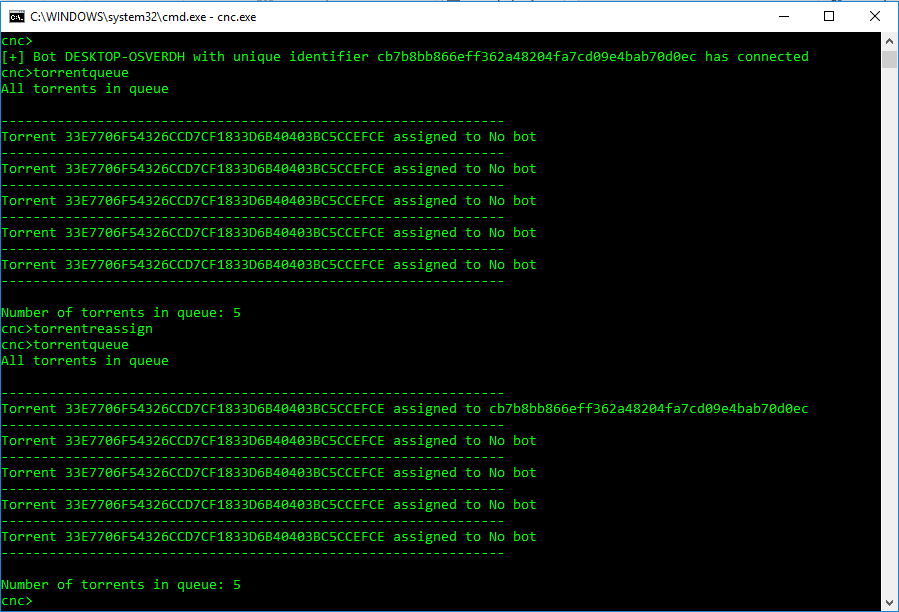 C:\WINDOWS\system32\cmd.exe - cnc.exe
cnc>
[+] Bot DESKTOP-OSVERDH with unique identifier cb7b8bb866eff362a48204fa7cd09e4bab70d0ec has connected
cnc>torrentqueue
All torrents in queue
---------------------------------------------------------------
Torrent 33E7706F54326CCD7CF1833D6B40403BC5CCEFCE assigned to No bot
---------------------------------------------------------------
Torrent 33E7706F54326CCD7CF1833D6B40403BC5CCEFCE assigned to No bot
---------------------------------------------------------------
Torrent 33E7706F54326CCD7CF1833D6B40403BC5CCEFCE assigned to No bot
---------------------------------------------------------------
Torrent 33E7706F54326CCD7CF1833D6B40403BC5CCEFCE assigned to No bot
---------------------------------------------------------------
Torrent 33E7706F54326CCD7CF1833D6B40403BC5CCEFCE assigned to No bot
---------------------------------------------------------------
Number of torrents in queue: 5
cnc>torrentreassign
cnc>torrentqueue
All torrents in queue
---------------------------------------------------------------
Torrent 33E7706F54326CCD7CF1833D6B40403BC5CCEFCE assigned to cb7b8bb866eff362a48204fa7cd09e4bab70d0ec
---------------------------------------------------------------
Torrent 33E7706F54326CCD7CF1833D6B40403BC5CCEFCE assigned to No bot
---------------------------------------------------------------
Torrent 33E7706F54326CCD7CF1833D6B40403BC5CCEFCE assigned to No bot
---------------------------------------------------------------
Torrent 33E7706F54326CCD7CF1833D6B40403BC5CCEFCE assigned to No bot
---------------------------------------------------------------
Torrent 33E7706F54326CCD7CF1833D6B40403BC5CCEFCE assigned to No bot
---------------------------------------------------------------
Number of torrents in queue: 5
cnc>